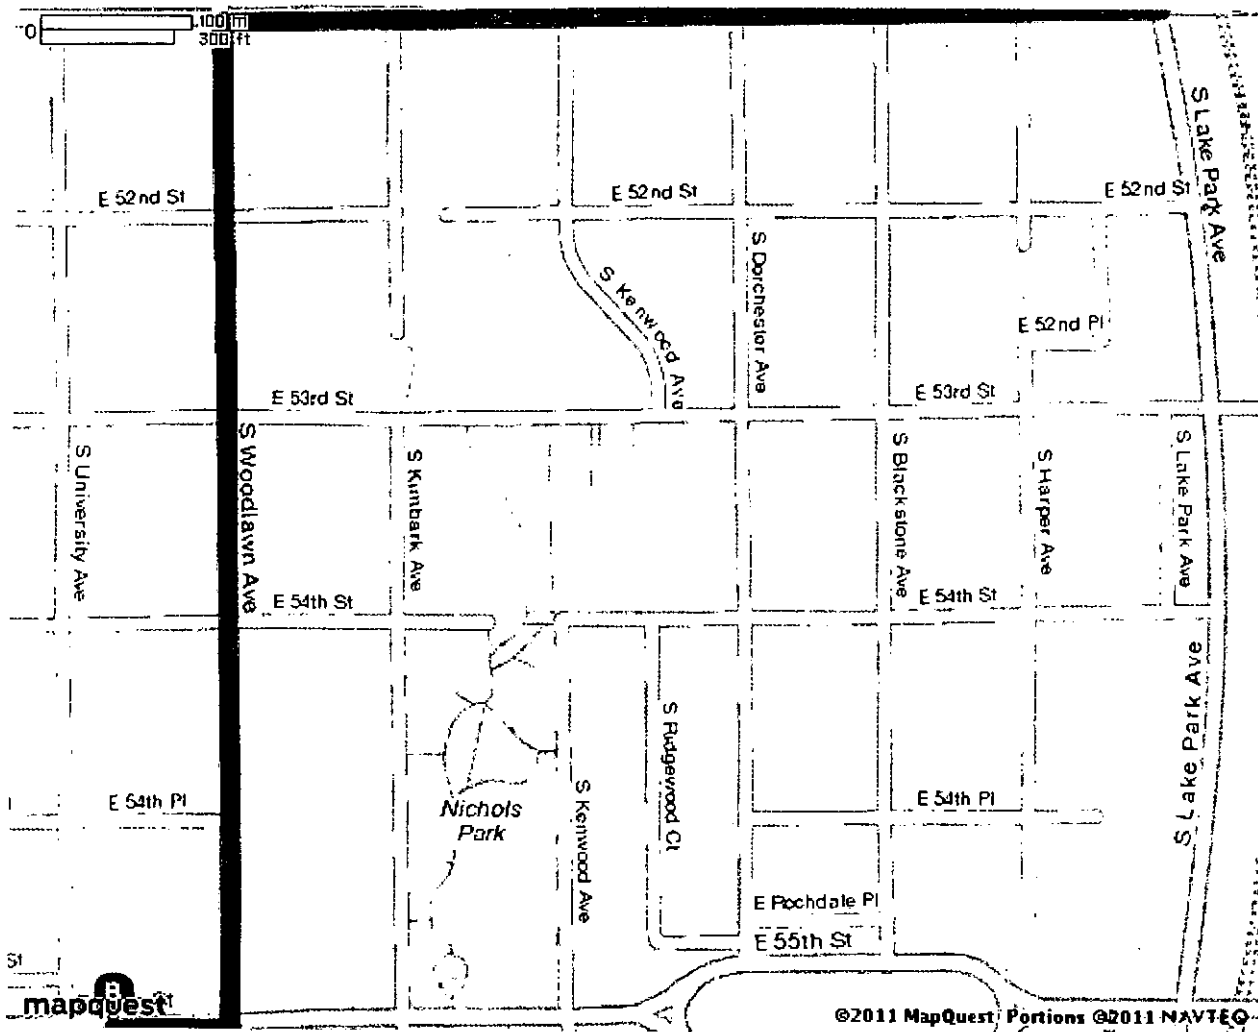 100 m
0
300 ft
S Lake Park Ave
E 52nd St
E 52nd St
E 52nd St
S Kenwood Ave
S Dorchester Ave
E 52nd Pl
E 53rd St
E 53rd St
S University Ave
S Woodlawn Ave
S Kimbark Ave
S Blackstone Ave
S Harper Ave
S Lake Park Ave
E 54th St
E 54th St
S Ridgewood Ct
S Lake Park Ave
E 54th Pl
Nichols
Park
S Kenwood Ave
E 54th Pl
E Rochdale Pl
E 55th St
St
B
mapquest
©2011 MapQuest Portions ©2011 NAVTEQ